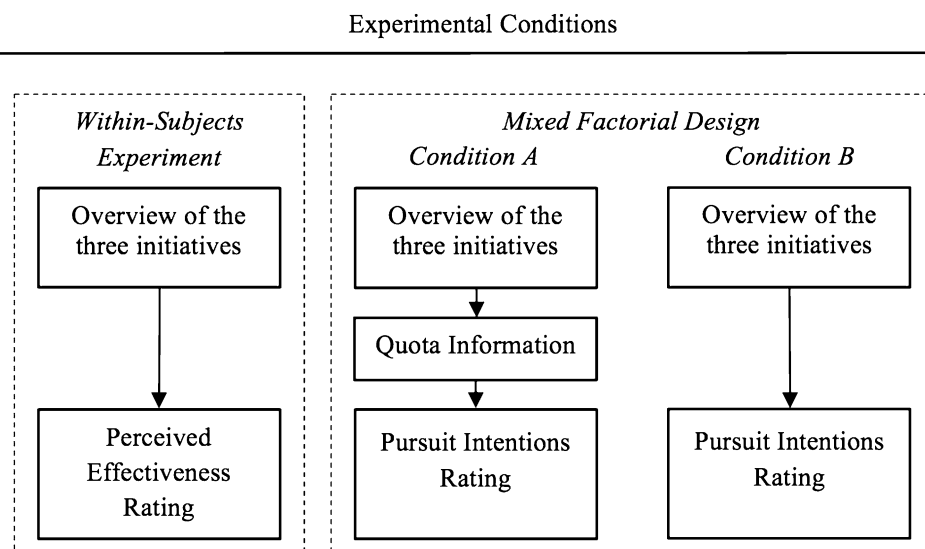 Experimental Conditions
Within-Subjects
Experiment
Overview of the
three initiatives
Perceived
Effectiveness
Rating
Mixed Factorial Design
Condition A
Overview of the
three initiatives
Quota Information
Pursuit Intentions
Rating
Condition B
Overview of the
three initiatives
Pursuit Intentions
Rating